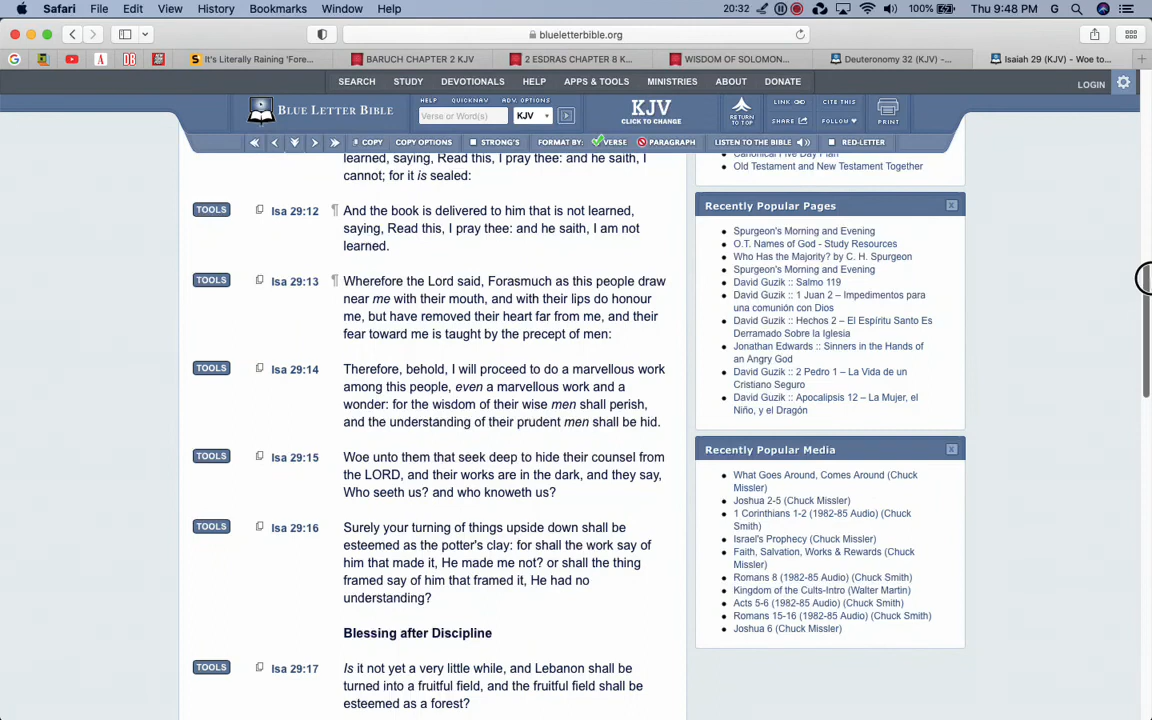 Safari File Edit View History Bookmarks Window Help 20:32 100% Thu 9:48 PM G
blueletterbible.org
It's Literally Raining 'Fore... BARUCH CHAPTER 2 KJV 2 ESDRAS CHAPTER 8 K... WISDOM OF SOLOMON... Deuteronomy 32 (KJV) -... Isaiah 29 (KJV) - Woe to...
SEARCH STUDY DEVOTIONALS HELP APPS & TOOLS MINISTRIES ABOUT DONATE LOGIN
BLUE LETTER BIBLE
HELP QUICKNAV ADV. OPTIONS
Verse or Word(s) KJV
KJV
CLICK TO CHANGE
RETURN
TO TOP
LINK CITE THIS
SHARE FOLLOW
PRINT
COPY COPY OPTIONS STRONG'S FORMAT BY: VERSE PARAGRAPH LISTEN TO THE BIBLE RED-LETTER
learned, saying, Read this, I pray thee: and he saith, I
cannot; for it is sealed:
TOOLS Isa 29:12 ¶ And the book is delivered to him that is not learned,
saying, Read this, I pray thee: and he saith, I am not
learned.
TOOLS Isa 29:13 ¶ Wherefore the Lord said, Forasmuch as this people draw
near me with their mouth, and with their lips do honour
me, but have removed their heart far from me, and their
fear toward me is taught by the precept of men:
TOOLS Isa 29:14 Therefore, behold, I will proceed to do a marvellous work
among this people, even a marvellous work and a
wonder: for the wisdom of their wise men shall perish,
and the understanding of their prudent men shall be hid.
TOOLS Isa 29:15 Woe unto them that seek deep to hide their counsel from
the LORD, and their works are in the dark, and they say,
Who seeth us? and who knoweth us?
TOOLS Isa 29:16 Surely your turning of things upside down shall be
esteemed as the potter's clay: for shall the work say of
him that made it, He made me not? or shall the thing
framed say of him that framed it, He had no
understanding?
Blessing after Discipline
TOOLS Isa 29:17 Is it not yet a very little while, and Lebanon shall be
turned into a fruitful field, and the fruitful field shall be
esteemed as a forest?
Canonical Five Day Plan
Old Testament and New Testament Together
Recently Popular Pages
Spurgeon's Morning and Evening
O.T. Names of God - Study Resources
Who Has the Majority? by C. H. Spurgeon
Spurgeon's Morning and Evening
David Guzik :: Salmo 119
David Guzik :: 1 Juan 2 – Impedimentos para
una comunión con Dios
David Guzik :: Hechos 2 – El Espíritu Santo Es
Derramado Sobre la Iglesia
Jonathan Edwards :: Sinners in the Hands of
an Angry God
David Guzik :: 2 Pedro 1 – La Vida de un
Cristiano Seguro
David Guzik :: Apocalipsis 12 – La Mujer, el
Niño, y el Dragón
Recently Popular Media
What Goes Around, Comes Around (Chuck
Missler)
Joshua 2-5 (Chuck Missler)
1 Corinthians 1-2 (1982-85 Audio) (Chuck
Smith)
Israel's Prophecy (Chuck Missler)
Faith, Salvation, Works & Rewards (Chuck
Missler)
Romans 8 (1982-85 Audio) (Chuck Smith)
Kingdom of the Cults-Intro (Walter Martin)
Acts 5-6 (1982-85 Audio) (Chuck Smith)
Romans 15-16 (1982-85 Audio) (Chuck Smith)
Joshua 6 (Chuck Missler)